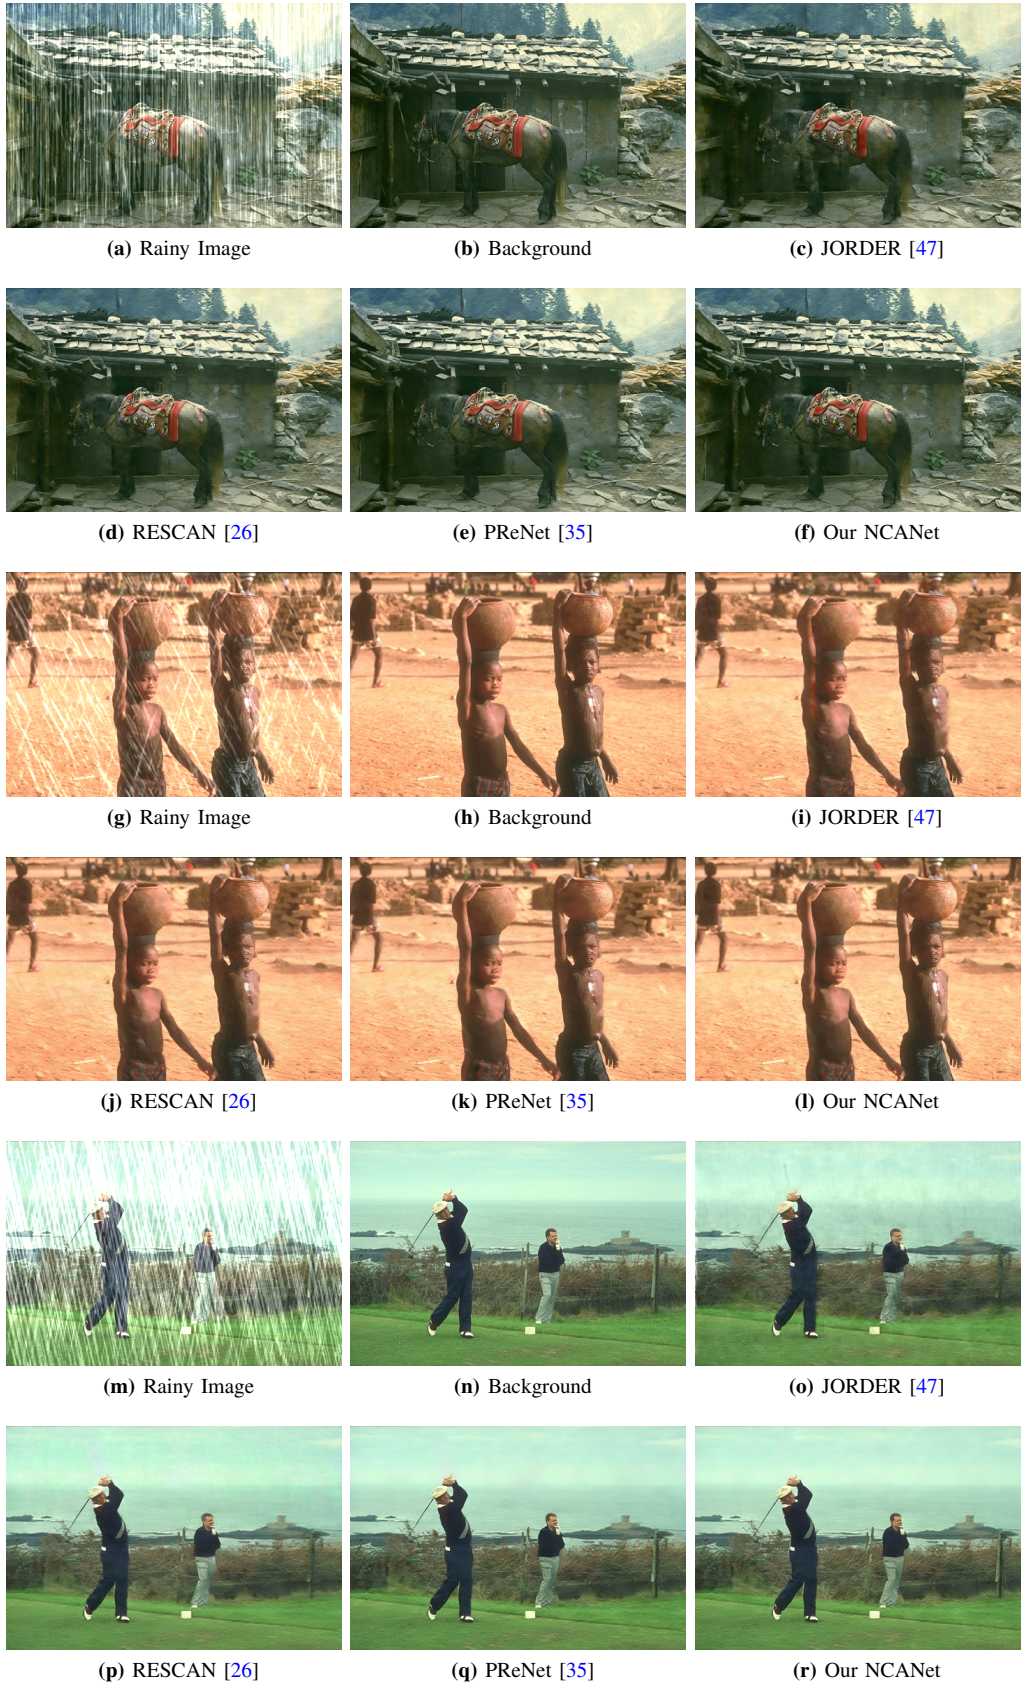 (a) Rainy Image
(b) Background
(c) JORDER [47]
(d) RESCAN [26]
(e) PReNet [35]
(f) Our NCANet
(g) Rainy Image
(h) Background
(i) JORDER [47]
(j) RESCAN [26]
(k) PReNet [35]
(l) Our NCANet
(m) Rainy Image
(n) Background
(o) JORDER [47]
(p) RESCAN [26]
(q) PReNet [35]
(r) Our NCANet